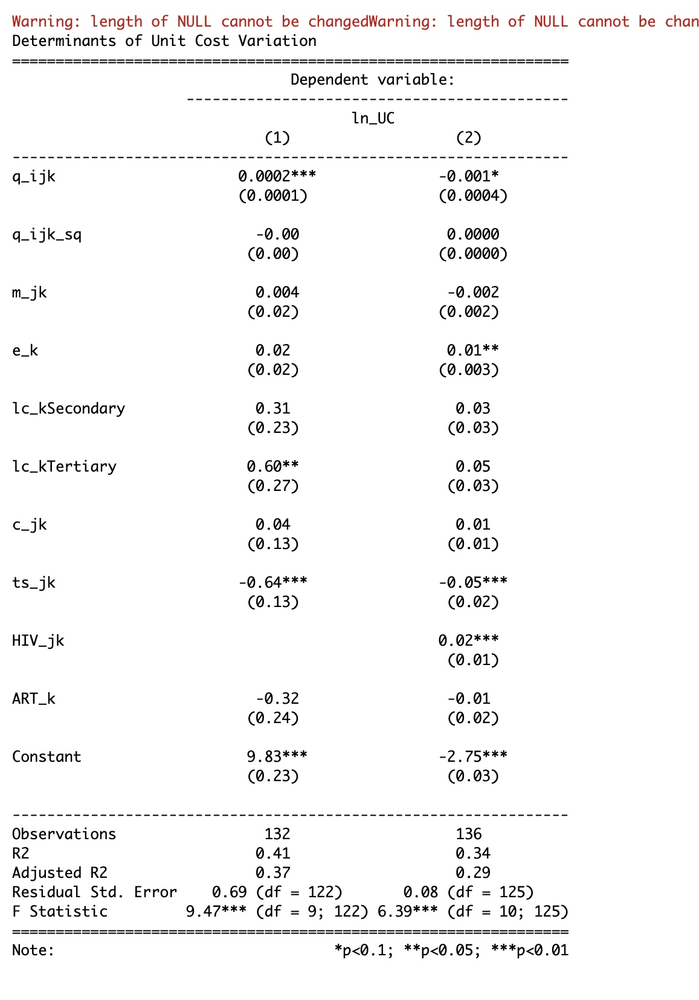 Warning: length of NULL cannot be changedWarning: length of NULL cannot be chan
Determinants of Unit Cost Variation
================================================================
Dependent variable:
--------------------------------------------
ln_UC
(1) (2)
----------------------------------------------------------------
q_ijk 0.0002*** -0.001*
(0.0001) (0.0004)
q_ijk_sq -0.00 0.0000
(0.00) (0.0000)
m_jk 0.004 -0.002
(0.02) (0.002)
e_k 0.02 0.01**
(0.02) (0.003)
lc_kSecondary 0.31 0.03
(0.23) (0.03)
lc_kTertiary 0.60** 0.05
(0.27) (0.03)
c_jk 0.04 0.01
(0.13) (0.01)
ts_jk -0.64*** -0.05***
(0.13) (0.02)
HIV_jk 0.02***
(0.01)
ART_k -0.32 -0.01
(0.24) (0.02)
Constant 9.83*** -2.75***
(0.23) (0.03)
----------------------------------------------------------------
Observations 132 136
R2 0.41 0.34
Adjusted R2 0.37 0.29
Residual Std. Error 0.69 (df = 122) 0.08 (df = 125)
F Statistic 9.47*** (df = 9; 122) 6.39*** (df = 10; 125)
================================================================
Note: *p<0.1; **p<0.05; ***p<0.01